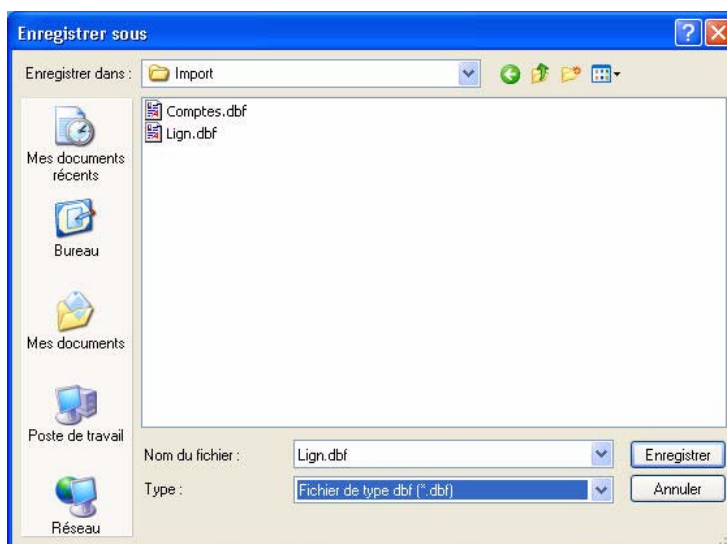 Enregistrer sous
Enregistrer dans : Import
Comptes.dbf
Lign.dbf
Mes documents
récents
Bureau
Mes documents
Poste de travail
Réseau
Nom du fichier : Lign.dbf Enregistrer
Type : Fichier de type dbf (*.dbf) Annuler